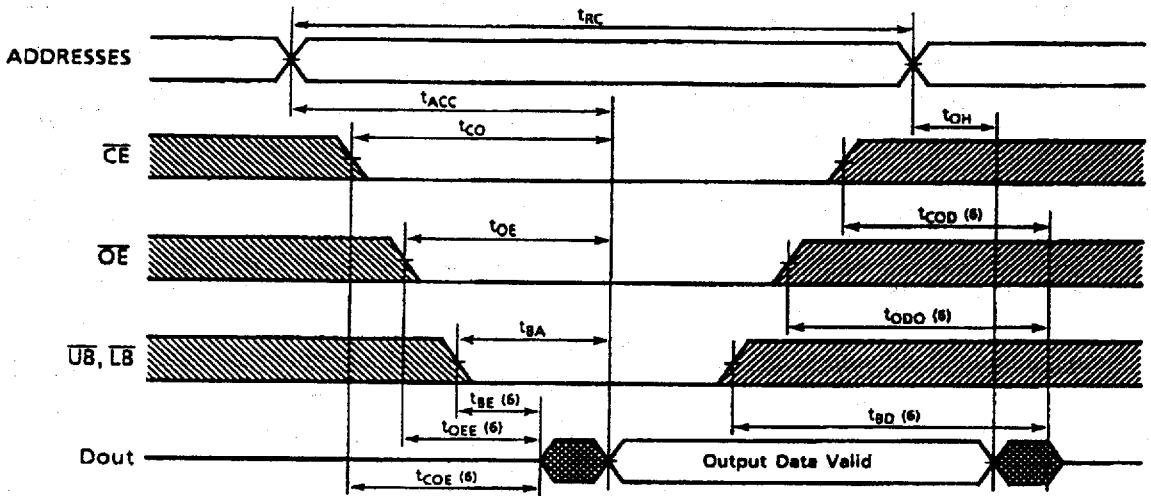 tRC
ADDRESSES
tACC
tCO
tOH
CE
tCOD (6)
tOE
OE
tODO (6)
tBA
UB, LB
tBE (6)
tBD (6)
tOEE (6)
Dout
Output Data Valid
tCOE (6)